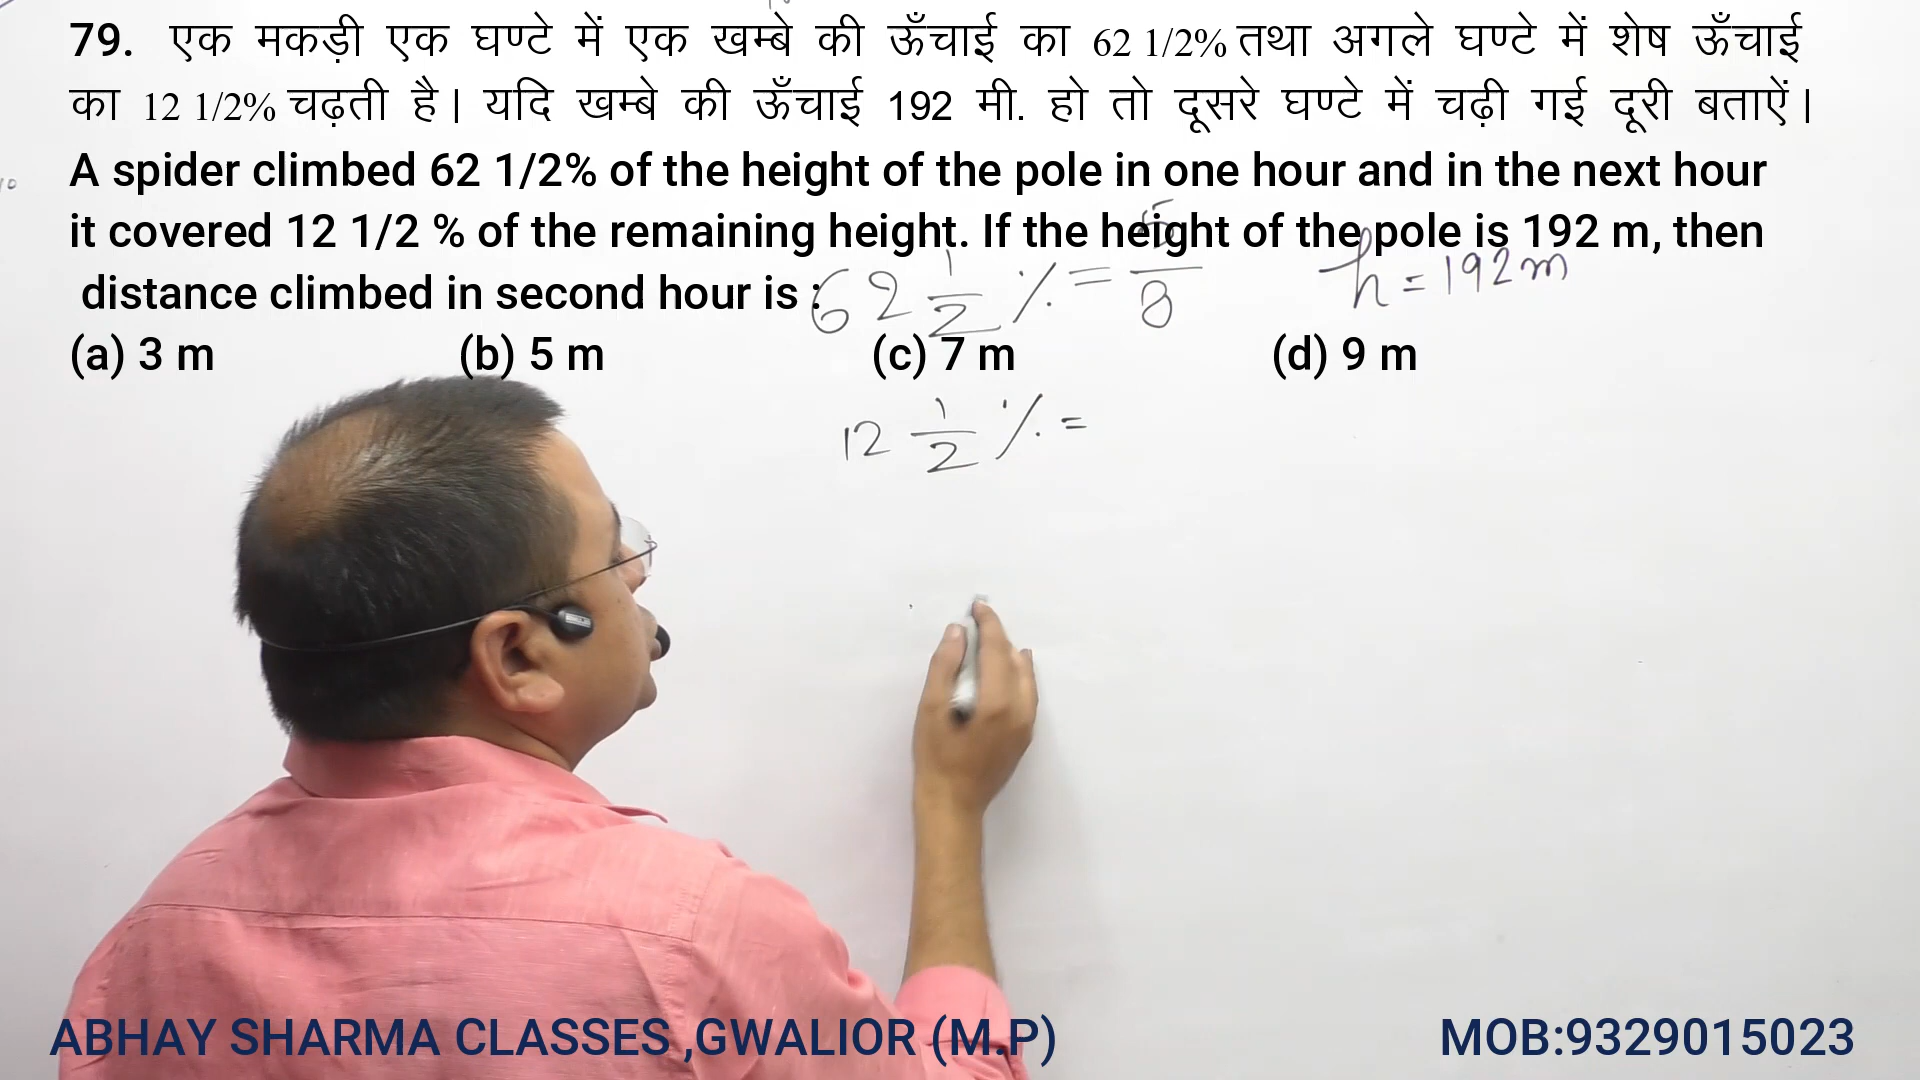 79. एक मकड़ी एक घण्टे में एक खम्बे की ऊँचाई का 62 1/2% तथा अगले घण्टे में शेष ऊँचाई
का 12 1/2% चढ़ती है। यदि खम्बे की ऊँचाई 192 मी. हो तो दूसरे घण्टे में चढ़ी गई दूरी बताऐं।
A spider climbed 62 1/2% of the height of the pole in one hour and in the next hour
it covered 12 1/2 % of the remaining height. If the height of the pole is 192 m, then
distance climbed in second hour is :
62 1/2 % = 5/8
h = 192 m
(a) 3 m (b) 5 m (c) 7 m (d) 9 m
12 1/2 % =
ABHAY SHARMA CLASSES ,GWALIOR (M.P) MOB:9329015023